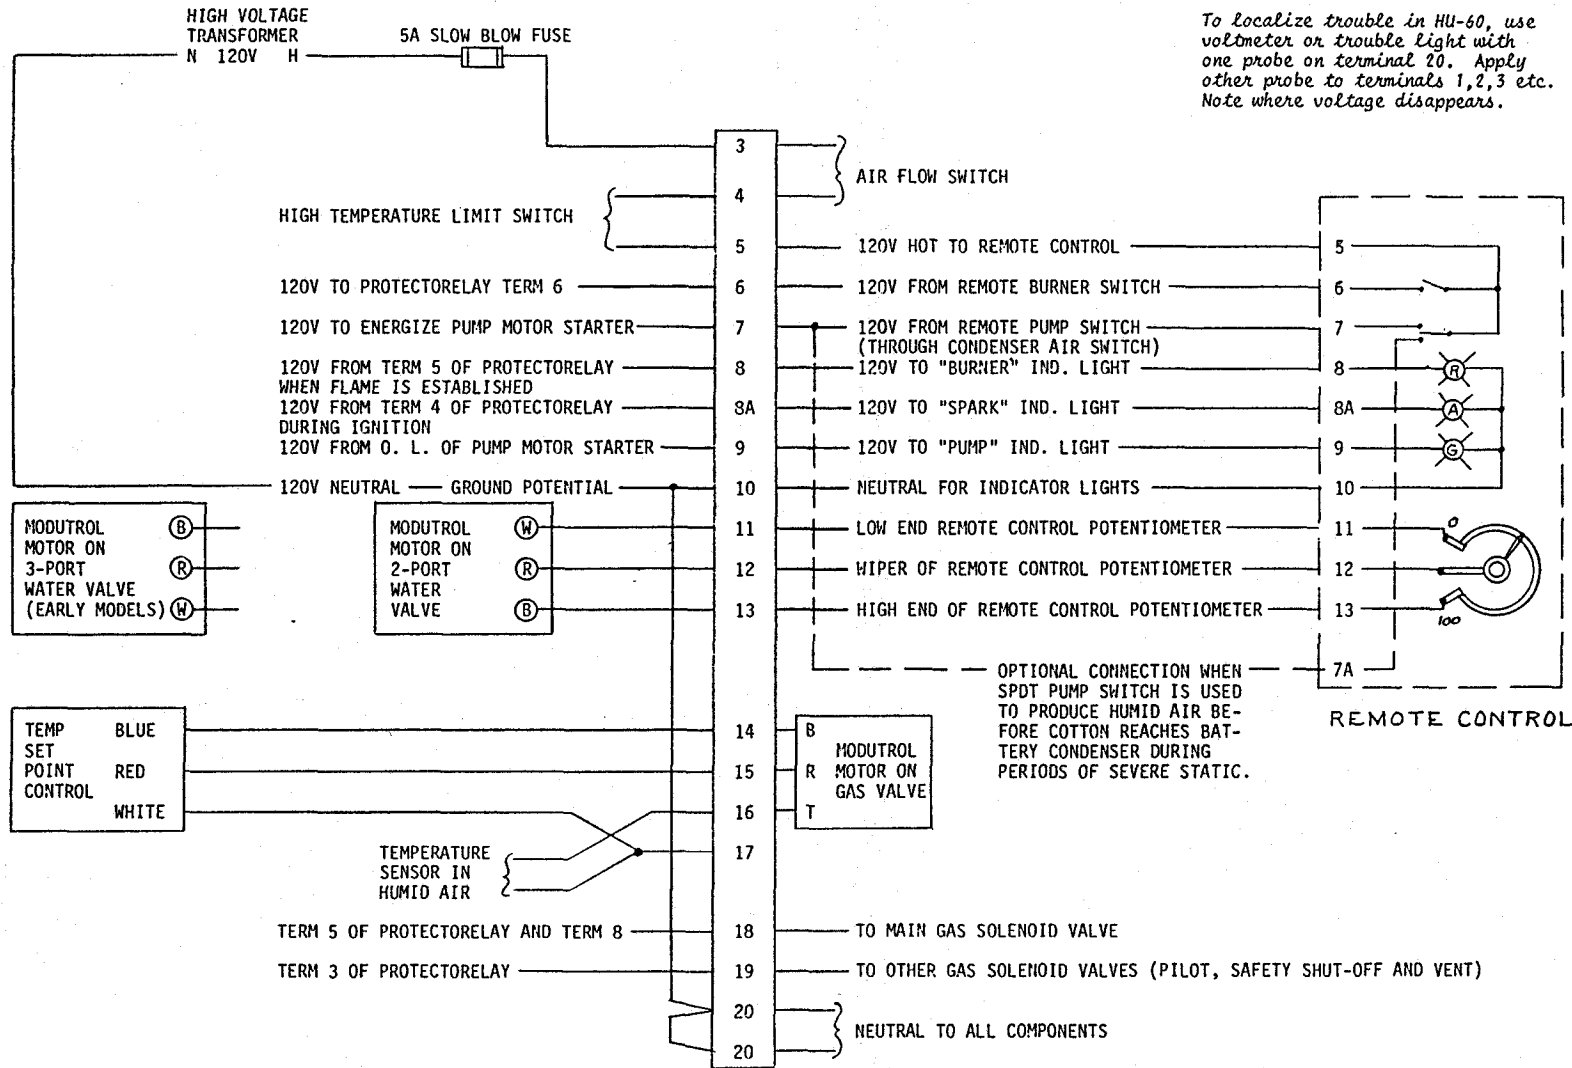 HIGH VOLTAGE
TRANSFORMER
N 120V H
5A SLOW BLOW FUSE
To localize trouble in HU-60, use
voltmeter or trouble light with
one probe on terminal 20. Apply
other probe to terminals 1,2,3 etc.
Note where voltage disappears.
3
AIR FLOW SWITCH
4
HIGH TEMPERATURE LIMIT SWITCH
5
120V HOT TO REMOTE CONTROL
5
120V TO PROTECTORELAY TERM 6
6
120V FROM REMOTE BURNER SWITCH
6
120V TO ENERGIZE PUMP MOTOR STARTER
7
120V FROM REMOTE PUMP SWITCH
(THROUGH CONDENSER AIR SWITCH)
7
120V FROM TERM 5 OF PROTECTORELAY
WHEN FLAME IS ESTABLISHED
8
120V TO "BURNER" IND. LIGHT
8
R
120V FROM TERM 4 OF PROTECTORELAY
DURING IGNITION
8A
120V TO "SPARK" IND. LIGHT
8A
A
120V FROM O. L. OF PUMP MOTOR STARTER
9
120V TO "PUMP" IND. LIGHT
9
G
120V NEUTRAL — GROUND POTENTIAL
10
NEUTRAL FOR INDICATOR LIGHTS
10
MODUTROL
MOTOR ON
3-PORT
WATER VALVE
(EARLY MODELS)
B
R
W
MODUTROL
MOTOR ON
2-PORT
WATER
VALVE
W
R
B
11
LOW END REMOTE CONTROL POTENTIOMETER
11
0
12
WIPER OF REMOTE CONTROL POTENTIOMETER
12
13
HIGH END OF REMOTE CONTROL POTENTIOMETER
13
100
OPTIONAL CONNECTION WHEN
SPDT PUMP SWITCH IS USED
TO PRODUCE HUMID AIR BE-
FORE COTTON REACHES BAT-
TERY CONDENSER DURING
PERIODS OF SEVERE STATIC.
7A
REMOTE CONTROL
TEMP
SET
POINT
CONTROL
BLUE
RED
WHITE
14
15
16
17
B
R
T
MODUTROL
MOTOR ON
GAS VALVE
TEMPERATURE
SENSOR IN
HUMID AIR
TERM 5 OF PROTECTORELAY AND TERM 8
18
TO MAIN GAS SOLENOID VALVE
TERM 3 OF PROTECTORELAY
19
TO OTHER GAS SOLENOID VALVES (PILOT, SAFETY SHUT-OFF AND VENT)
20
NEUTRAL TO ALL COMPONENTS
20